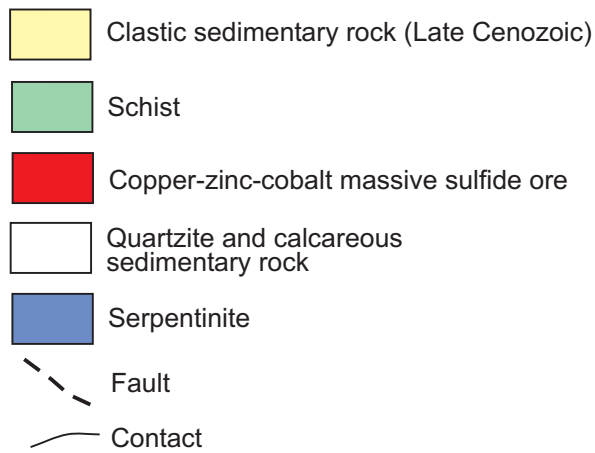 Clastic sedimentary rock (Late Cenozoic)
Schist
Copper-zinc-cobalt massive sulfide ore
Quartzite and calcareous
sedimentary rock
Serpentinite
Fault
Contact